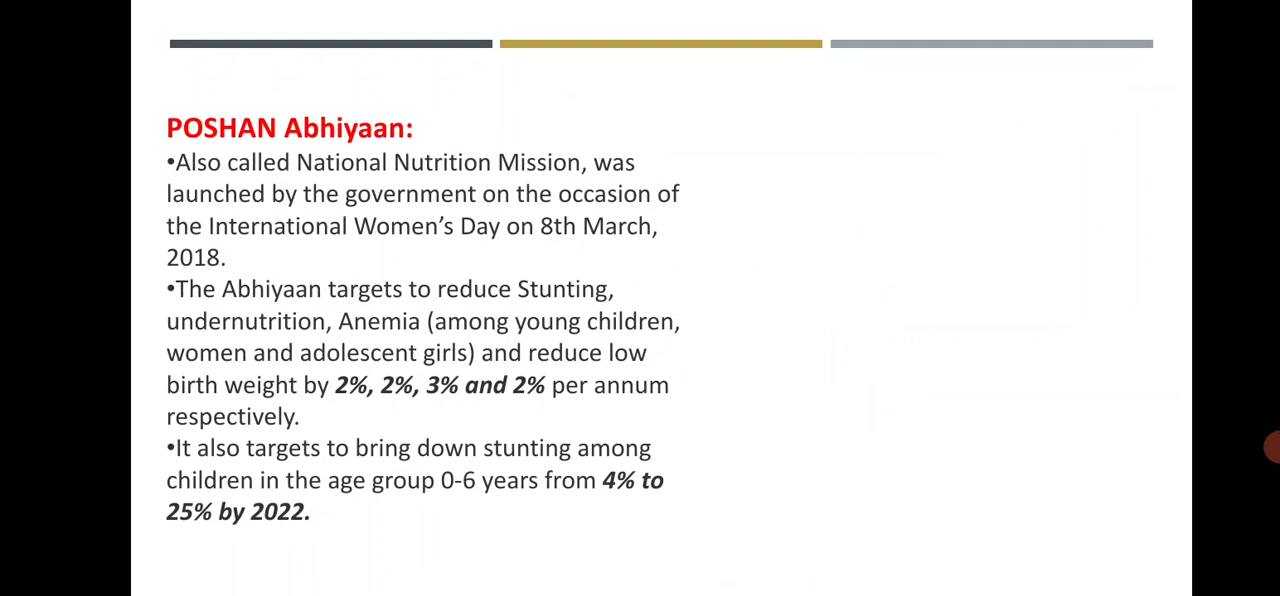 POSHAN Abhiyaan:
•Also called National Nutrition Mission, was
launched by the government on the occasion of
the International Women’s Day on 8th March,
2018.
•The Abhiyaan targets to reduce Stunting,
undernutrition, Anemia (among young children,
women and adolescent girls) and reduce low
birth weight by 2%, 2%, 3% and 2% per annum
respectively.
•It also targets to bring down stunting among
children in the age group 0-6 years from 4% to
25% by 2022.